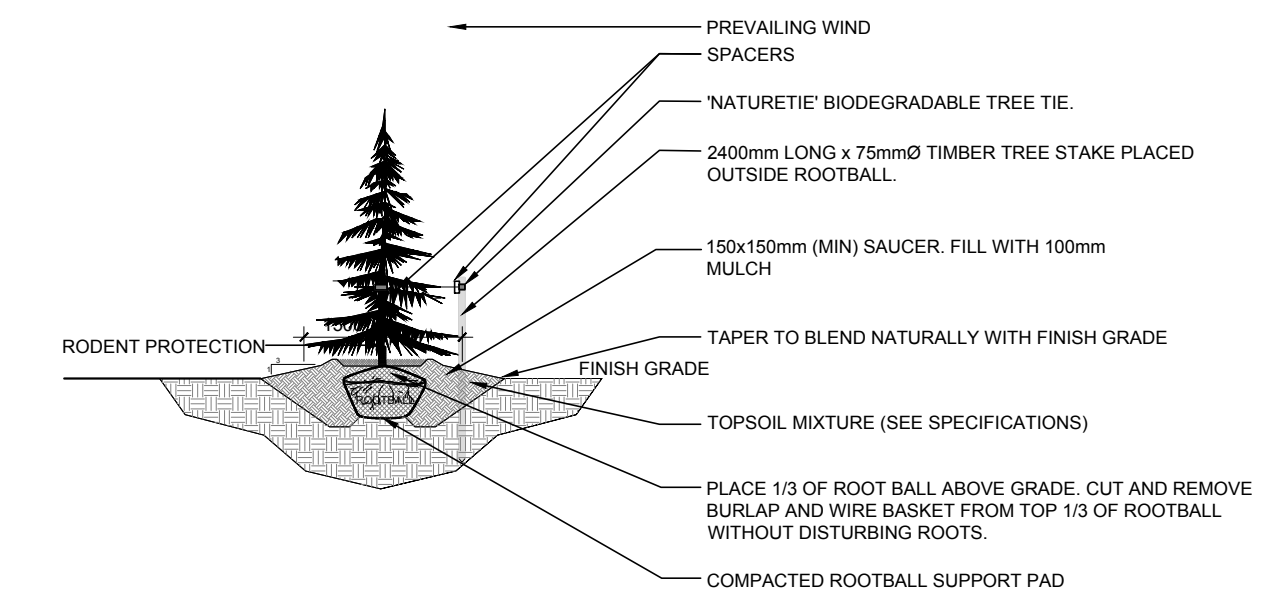 PREVAILING WIND
SPACERS
'NATURETIE' BIODEGRADABLE TREE TIE.
2400mm LONG x 75mmØ TIMBER TREE STAKE PLACED
OUTSIDE ROOTBALL.
150x150mm (MIN) SAUCER. FILL WITH 100mm
MULCH
RODENT PROTECTION
TAPER TO BLEND NATURALLY WITH FINISH GRADE
3
1
FINISH GRADE
ROOTBALL
TOPSOIL MIXTURE (SEE SPECIFICATIONS)
PLACE 1/3 OF ROOT BALL ABOVE GRADE. CUT AND REMOVE
BURLAP AND WIRE BASKET FROM TOP 1/3 OF ROOTBALL
WITHOUT DISTURBING ROOTS.
COMPACTED ROOTBALL SUPPORT PAD